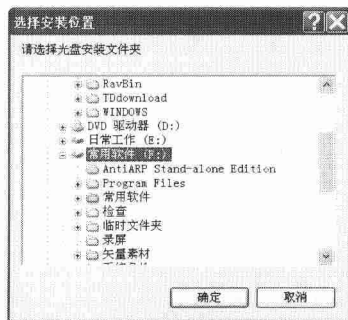 选择安装位置
请选择光盘安装文件夹
RavBin
TDdownload
WINDOWS
DVD 驱动器 (D:)
日常工作 (E:)
常用软件 (F:)
AntiARP Stand-alone Edition
Program Files
常用软件
检查
临时文件夹
录屏
矢量素材
确定 取消